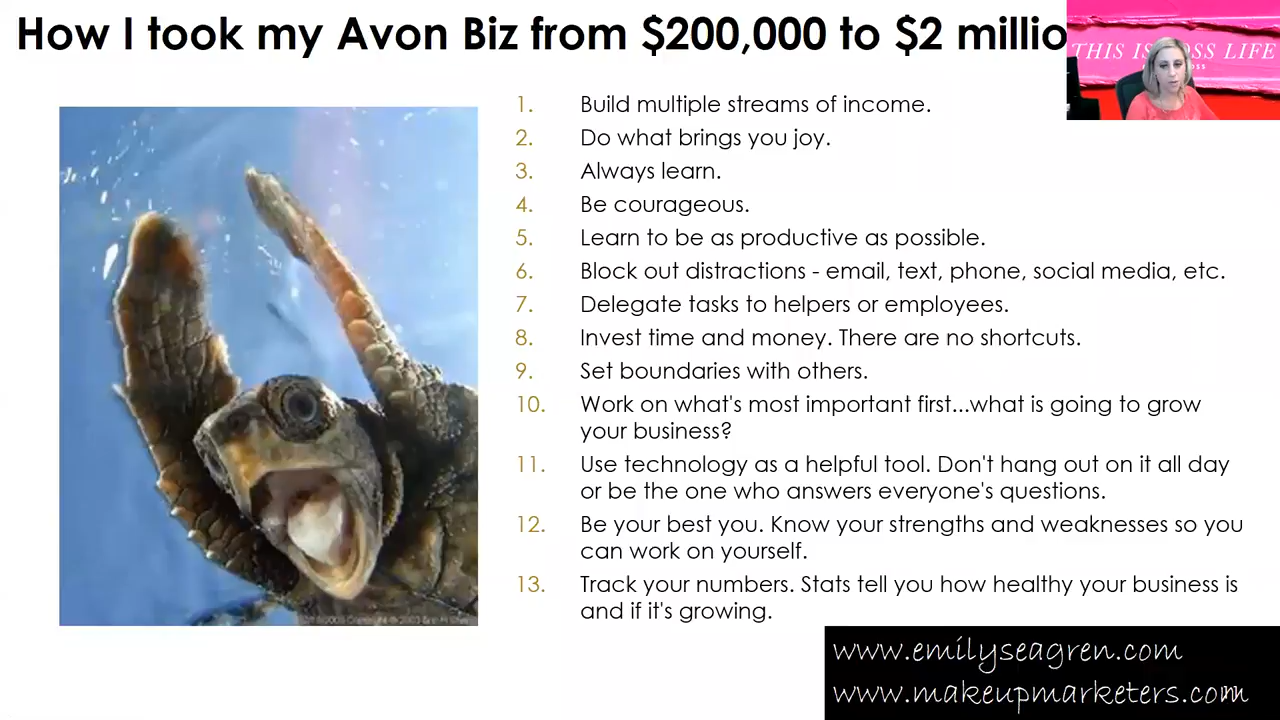 How I took my Avon Biz from $200,000 to $2 millio
THIS IS BOSS LIFE
1. Build multiple streams of income.
2. Do what brings you joy.
3. Always learn.
4. Be courageous.
5. Learn to be as productive as possible.
6. Block out distractions - email, text, phone, social media, etc.
7. Delegate tasks to helpers or employees.
8. Invest time and money. There are no shortcuts.
9. Set boundaries with others.
10. Work on what's most important first...what is going to grow
your business?
11. Use technology as a helpful tool. Don't hang out on it all day
or be the one who answers everyone's questions.
12. Be your best you. Know your strengths and weaknesses so you
can work on yourself.
13. Track your numbers. Stats tell you how healthy your business is
and if it's growing.
www.emilyseagren.com
www.makeupmarketers.com